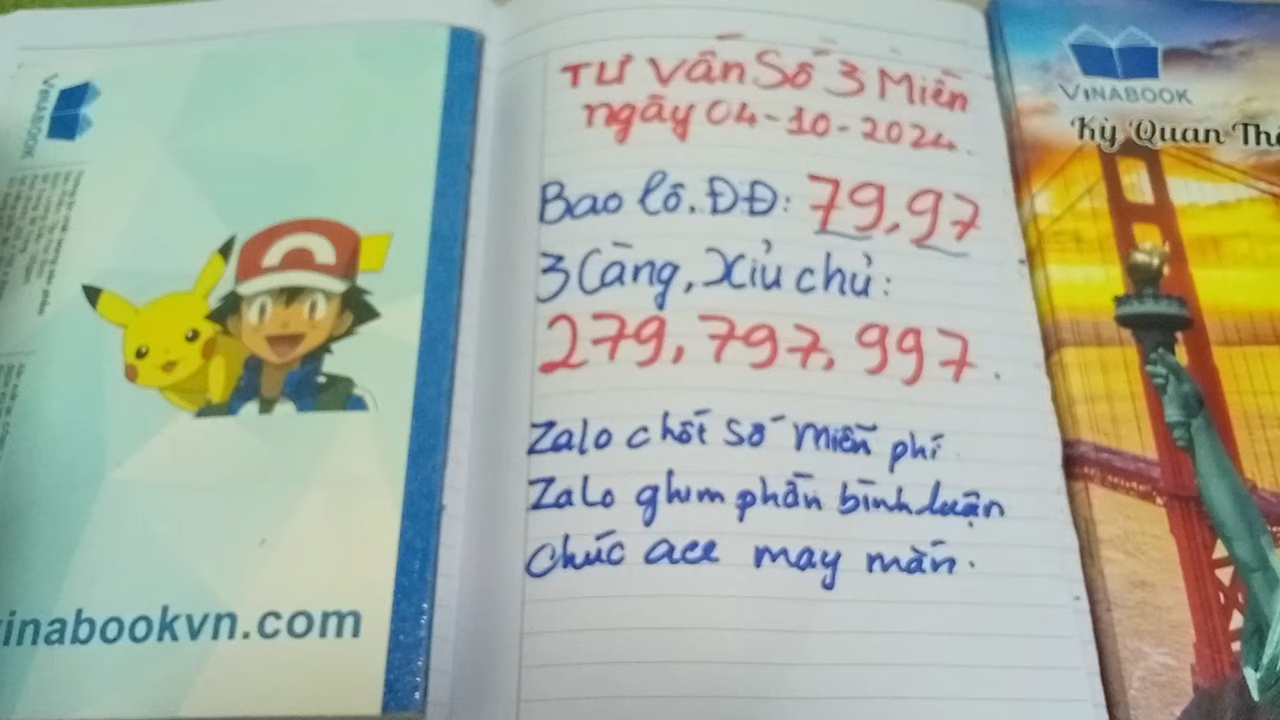 VINABOOK
vinabookvn.com
Tư vấn Số 3 Miền
ngày 04-10-2024.
Bao lô. ĐĐ: 79, 97
3 Càng, Xỉu chủ:
279, 797, 997.
Zalo chốt số miễn phí
Zalo ghim phần bình luận
chúc ace may mắn.
VINABOOK
Kỳ Quan Thế